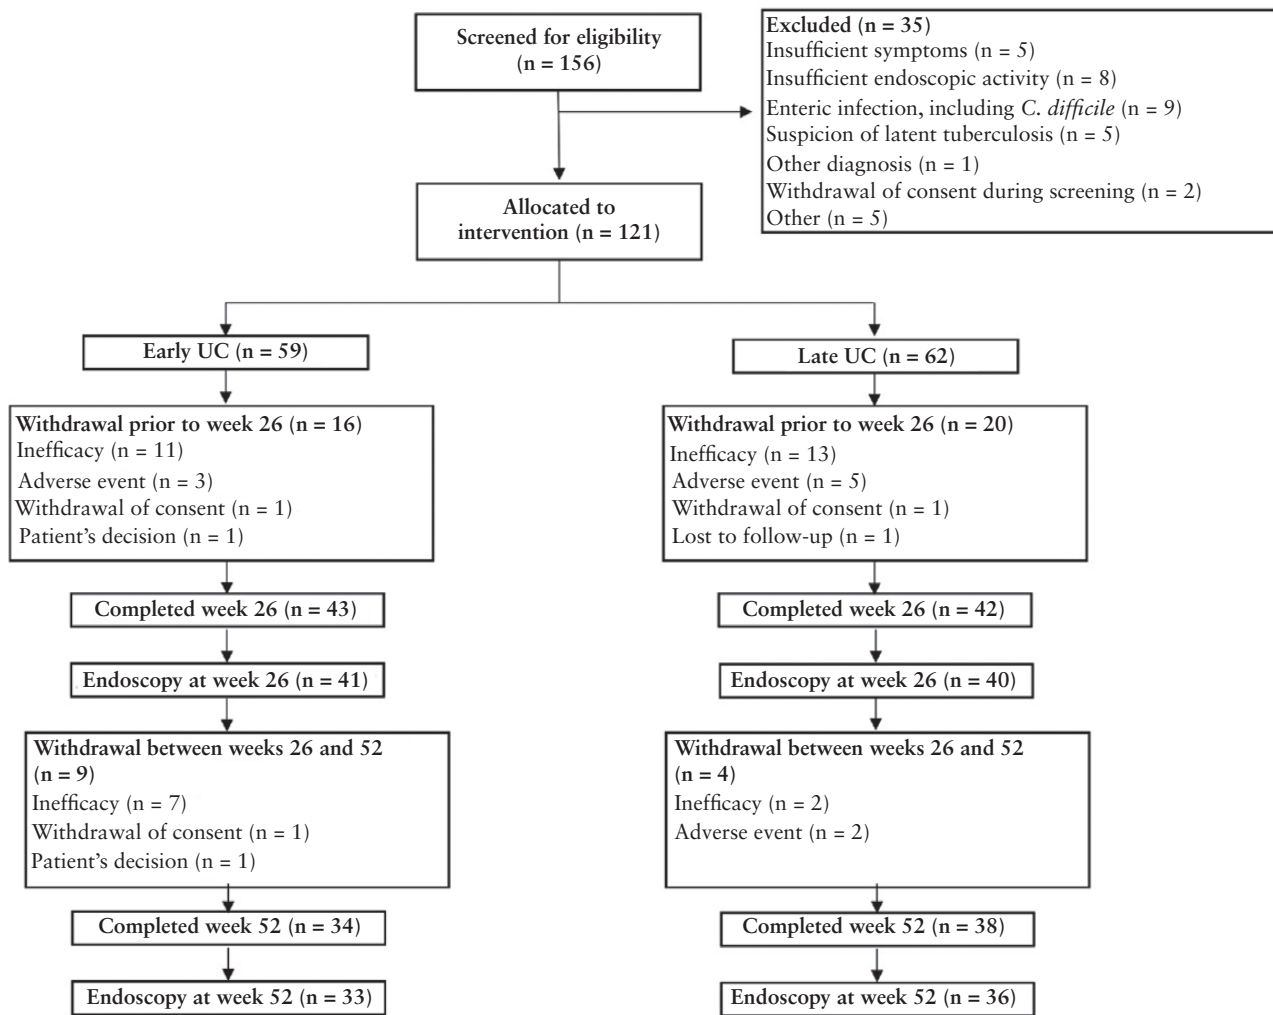 Screened for eligibility
(n = 156)
Excluded (n = 35)
Insufficient symptoms (n = 5)
Insufficient endoscopic activity (n = 8)
Enteric infection, including C. difficile (n = 9)
Suspicion of latent tuberculosis (n = 5)
Other diagnosis (n = 1)
Withdrawal of consent during screening (n = 2)
Other (n = 5)
Allocated to
intervention (n = 121)
Early UC (n = 59)
Withdrawal prior to week 26 (n = 16)
Inefficacy (n = 11)
Adverse event (n = 3)
Withdrawal of consent (n = 1)
Patient's decision (n = 1)
Completed week 26 (n = 43)
Endoscopy at week 26 (n = 41)
Withdrawal between weeks 26 and 52
(n = 9)
Inefficacy (n = 7)
Withdrawal of consent (n = 1)
Patient's decision (n = 1)
Completed week 52 (n = 34)
Endoscopy at week 52 (n = 33)
Late UC (n = 62)
Withdrawal prior to week 26 (n = 20)
Inefficacy (n = 13)
Adverse event (n = 5)
Withdrawal of consent (n = 1)
Lost to follow-up (n = 1)
Completed week 26 (n = 42)
Endoscopy at week 26 (n = 40)
Withdrawal between weeks 26 and 52
(n = 4)
Inefficacy (n = 2)
Adverse event (n = 2)
Completed week 52 (n = 38)
Endoscopy at week 52 (n = 36)